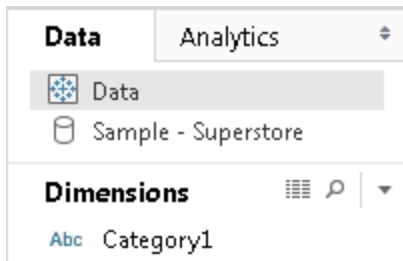 Data Analytics
Data
Sample - Superstore
Dimensions
Abc Category1